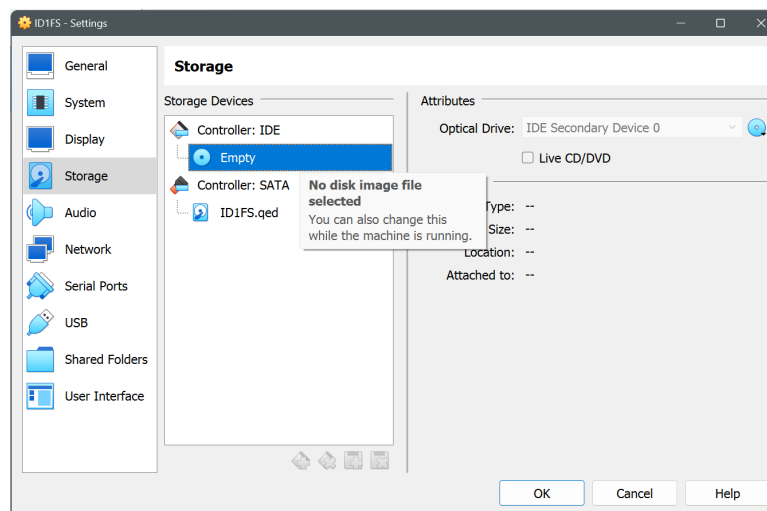 ID1FS - Settings
General
System
Display
Storage
Audio
Network
Serial Ports
USB
Shared Folders
User Interface
Storage
Storage Devices
Controller: IDE
Empty
Controller: SATA
ID1FS.qed
No disk image file
selected
You can also change this
while the machine is running.
Attributes
Optical Drive: IDE Secondary Device 0
Live CD/DVD
Type: --
Size: --
Location: --
Attached to: --
OK
Cancel
Help